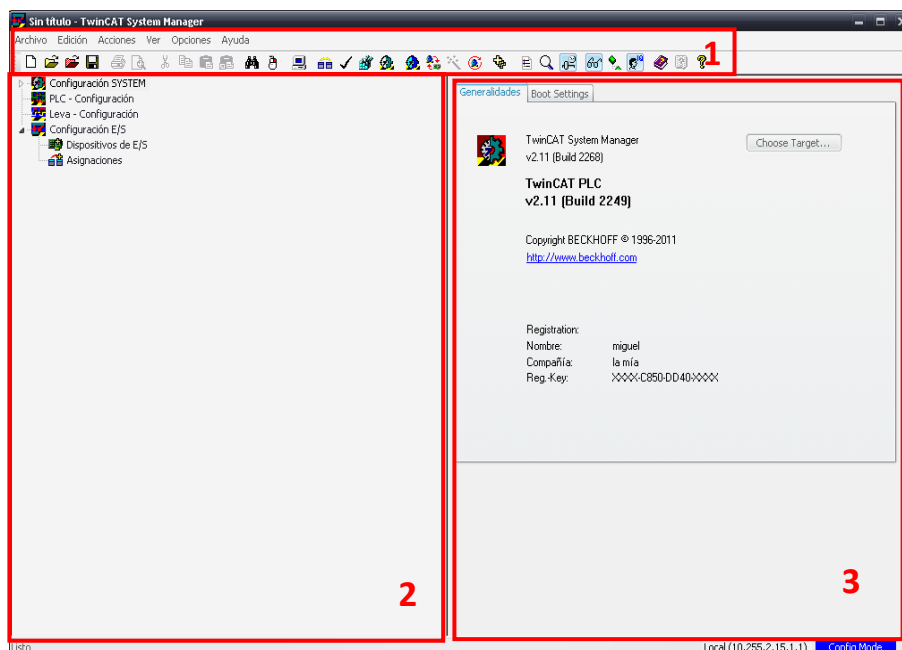 Sin título - TwinCAT System Manager
Archivo Edición Acciones Ver Opciones Ayuda
1
Configuración SYSTEM
PLC - Configuración
Leva - Configuración
Configuración E/S
Dispositivos de E/S
Asignaciones
2
Generalidades Boot Settings
TwinCAT System Manager
v2.11 (Build 2268)
Choose Target...
TwinCAT PLC
v2.11 (Build 2249)
Copyright BECKHOFF © 1996-2011
http://www.beckhoff.com
Registration:
Nombre: miguel
Compañía: la mía
Reg.-Key: XXXX-C850-DD40-XXXX
3
Listo
Local (10.255.2.15.1.1) Config Mode